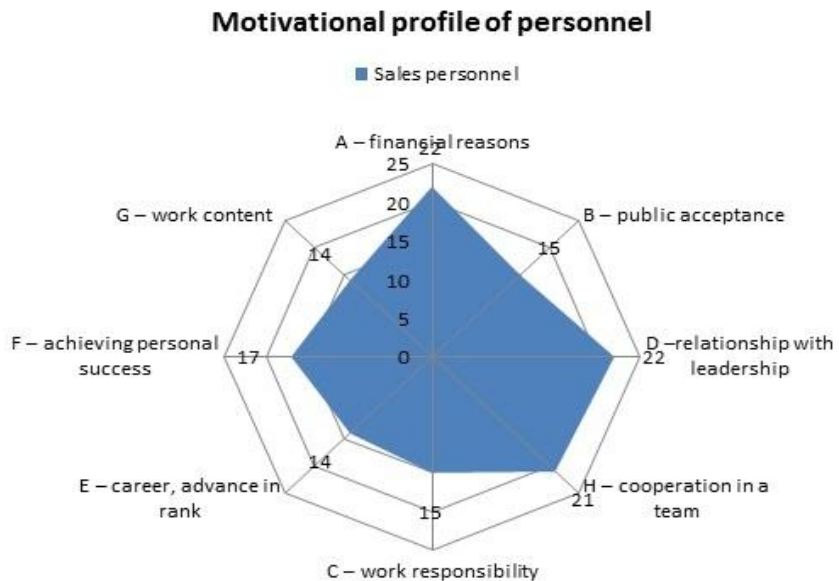 Motivational profile of personnel
Sales personnel
A – financial reasons
22
25
G – work content
B – public acceptance
20
15
14
15
10
5
F – achieving personal
success
17
0
22
D –relationship with
leadership
14
E – career, advance in
rank
H – cooperation in a
team
21
15
C – work responsibility